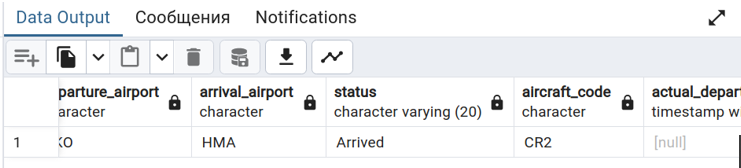 Data Output Сообщения Notifications
parture_airport arrival_airport status aircraft_code actual_depart
aracter character character varying (20) character timestamp w
1 KO HMA Arrived CR2 [null]